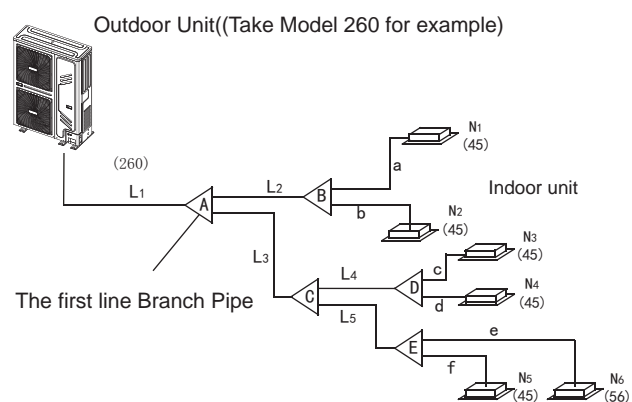 Outdoor Unit((Take Model 260 for example)
(260)
L1
A
L2
B
a
N1
(45)
b
N2
(45)
Indoor unit
L3
The first line Branch Pipe
C
L4
D
c
N3
(45)
d
N4
(45)
L5
E
e
f
N5
(45)
N6
(56)